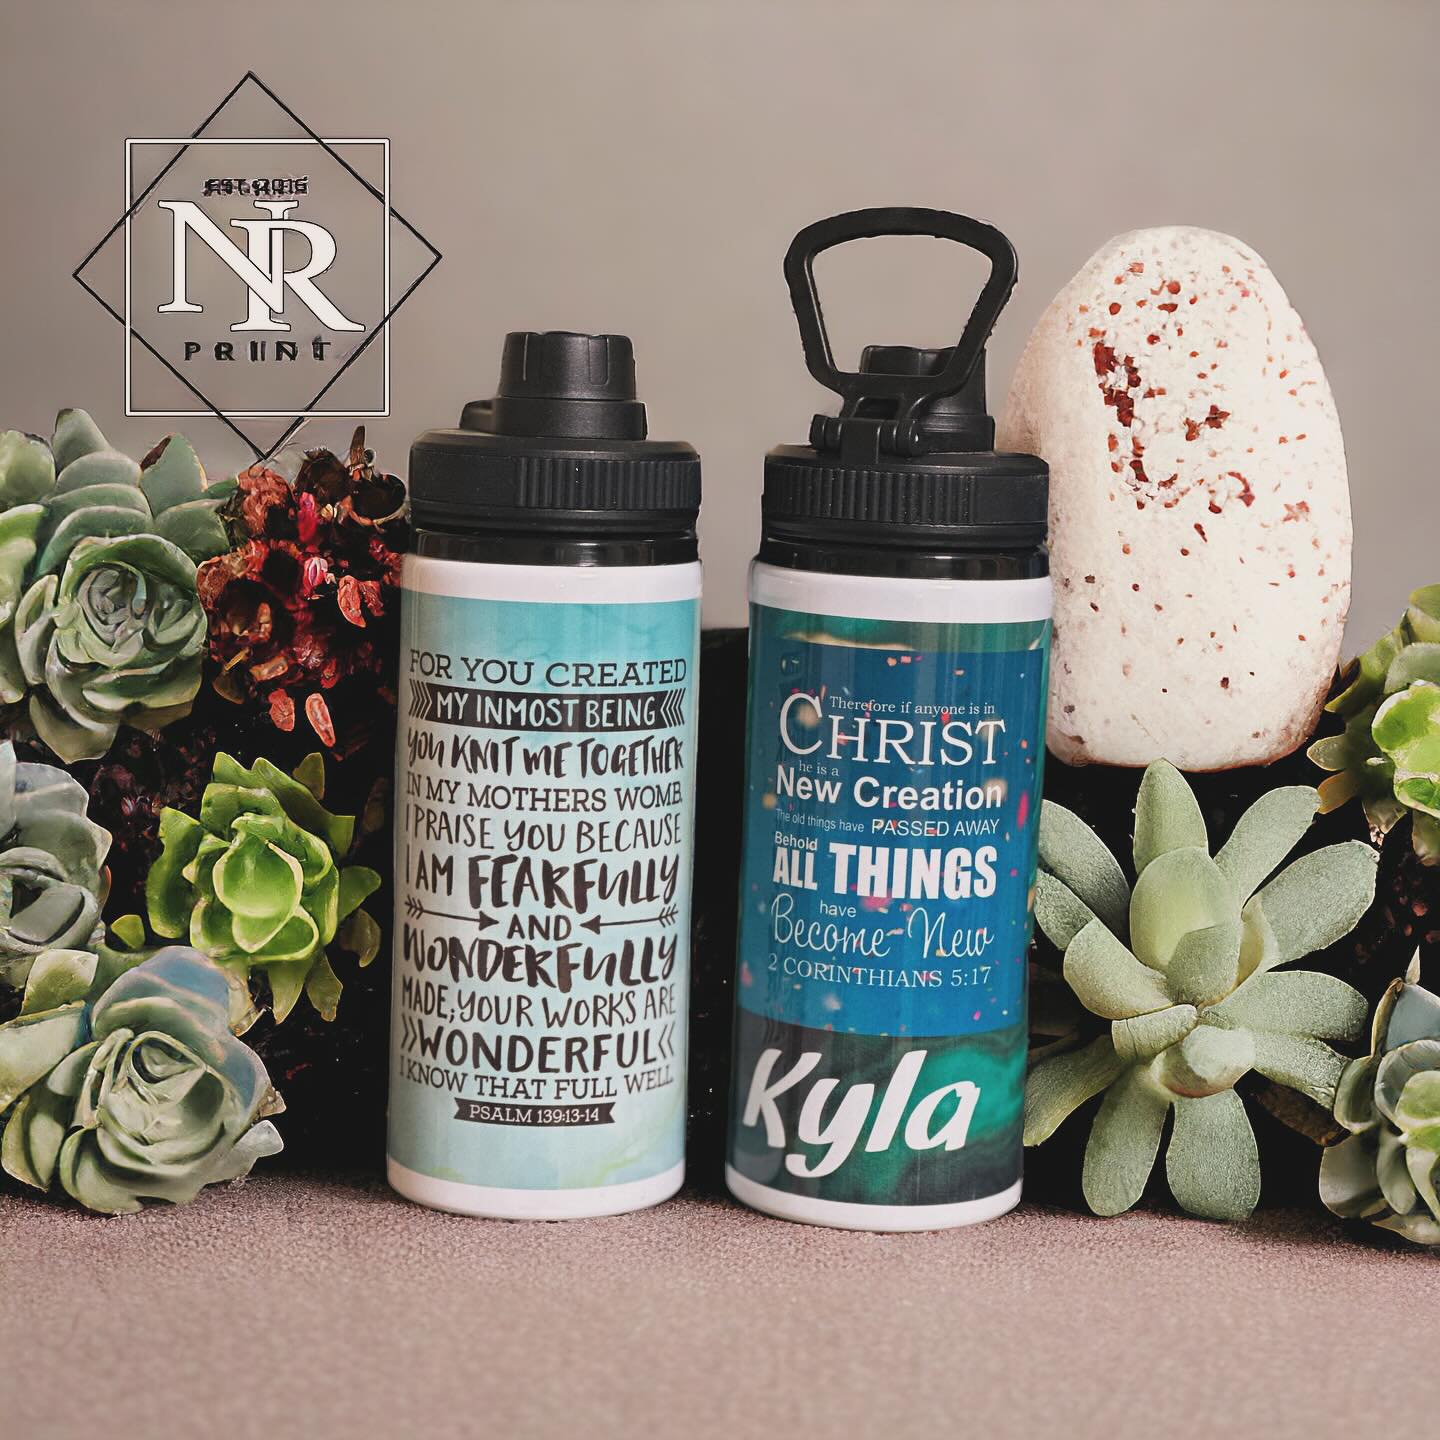 EST. 2016
NR
PRINT
FOR YOU CREATED
MY INMOST BEING
YOU KNIT ME TOGETHER
IN MY MOTHERS WOMB.
I PRAISE YOU BECAUSE
I AM FEARFULLY
AND
WONDERFULLY
MADE; YOUR WORKS ARE
WONDERFUL
I KNOW THAT FULL WELL.
PSALM 139:13-14
Therefore if anyone is in
CHRIST
he is a
New Creation
The old things have PASSED AWAY
Behold
ALL THINGS
have
Become New
2 CORINTHIANS 5:17
Kyla